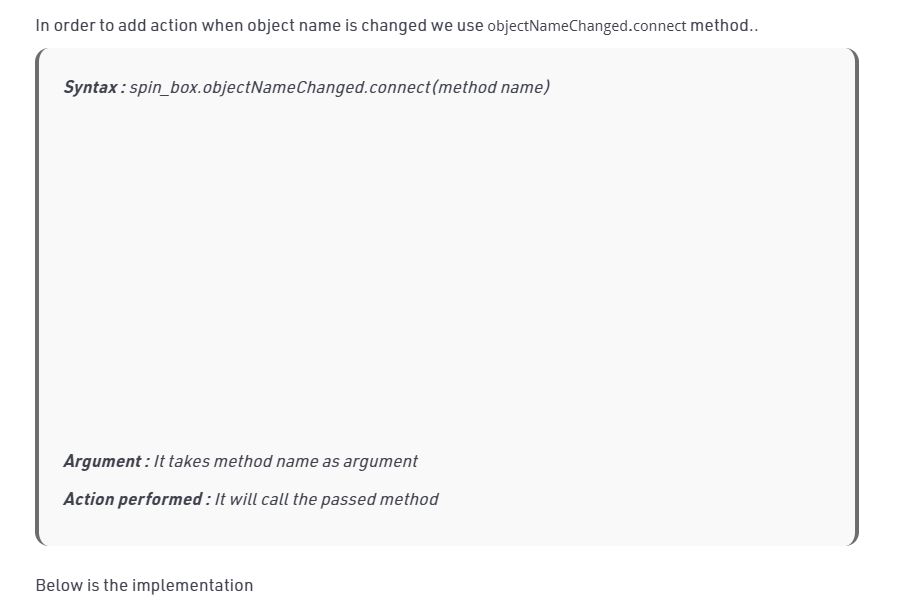 In order to add action when object name is changed we use objectNameChanged.connect method..
Syntax : spin_box.objectNameChanged.connect(method name)
Argument : It takes method name as argument
Action performed : It will call the passed method
Below is the implementation